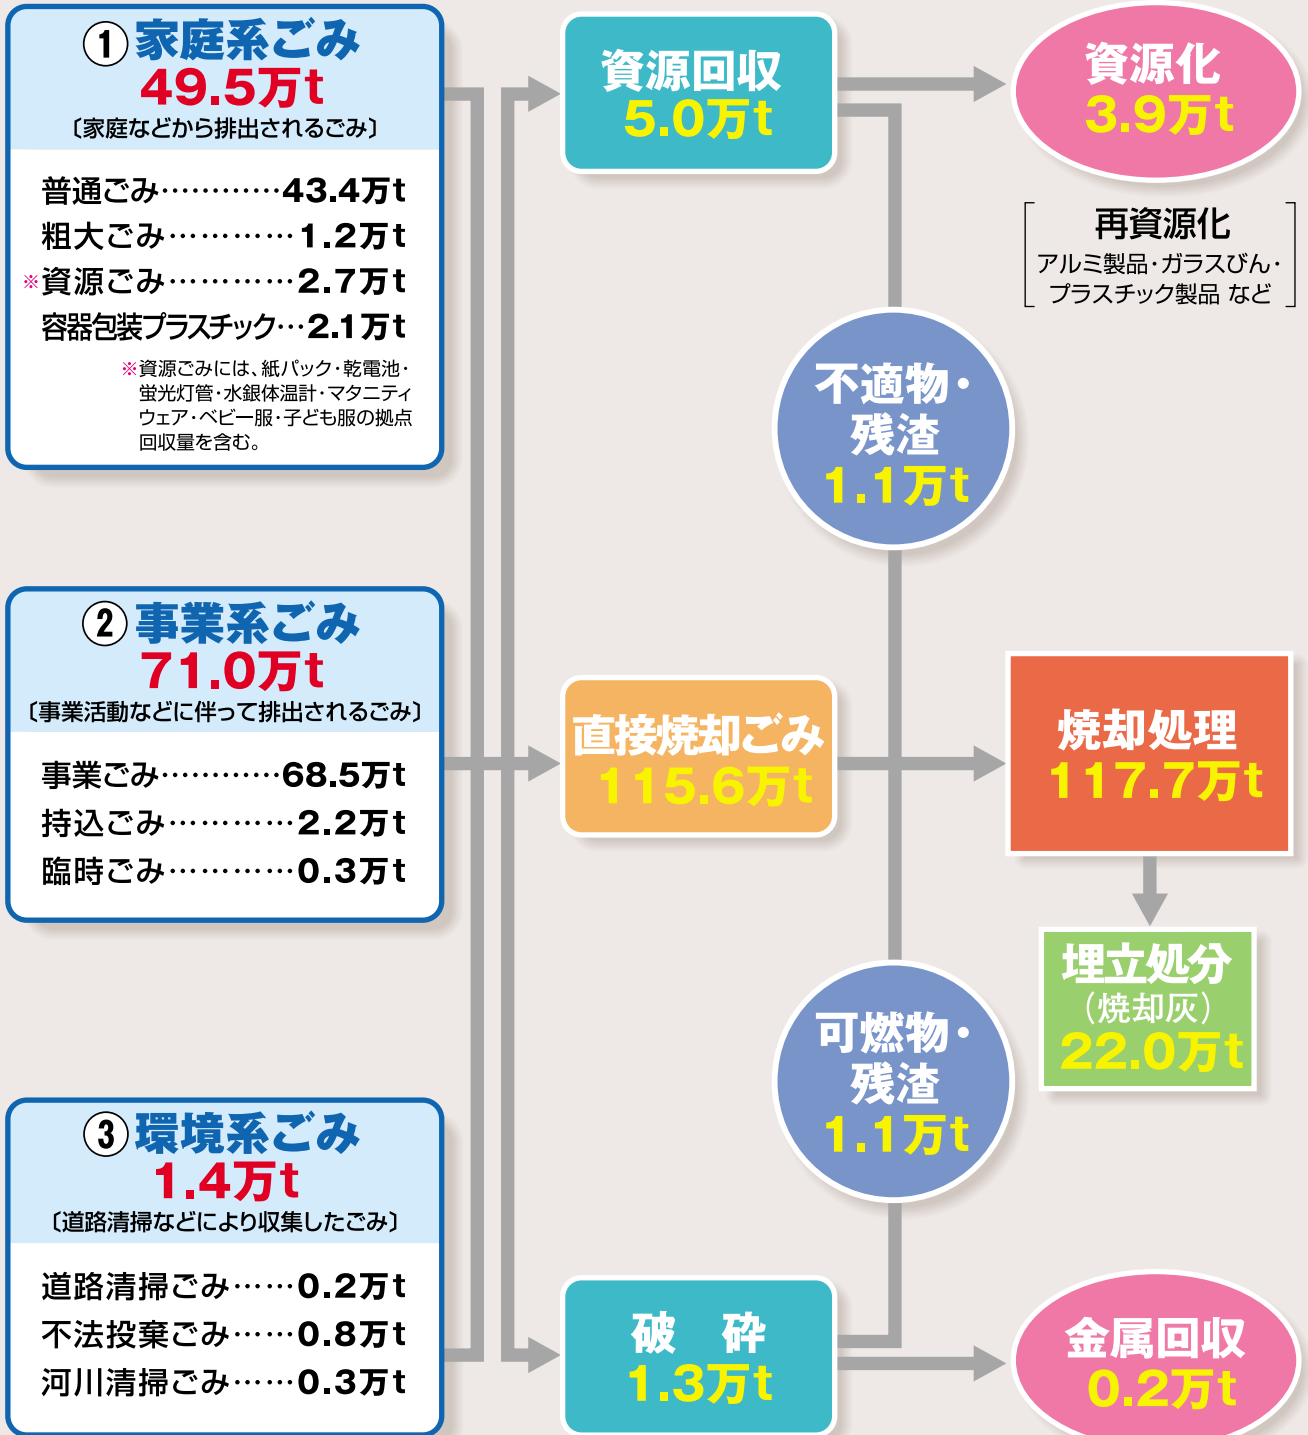 ① 家庭系ごみ
49.5万t
〔家庭などから排出されるごみ〕
普通ごみ…………43.4万t
粗大ごみ…………1.2万t
※資源ごみ…………2.7万t
容器包装プラスチック…2.1万t
※資源ごみには、紙パック・乾電池・
蛍光灯管・水銀体温計・マタニティ
ウェア・ベビー服・子ども服の拠点
回収量を含む。
② 事業系ごみ
71.0万t
〔事業活動などに伴って排出されるごみ〕
事業ごみ…………68.5万t
持込ごみ…………2.2万t
臨時ごみ…………0.3万t
③ 環境系ごみ
1.4万t
〔道路清掃などにより収集したごみ〕
道路清掃ごみ……0.2万t
不法投棄ごみ……0.8万t
河川清掃ごみ……0.3万t
資源回収
5.0万t
直接焼却ごみ
115.6万t
破　砕
1.3万t
不適物・
残渣
1.1万t
可燃物・
残渣
1.1万t
資源化
3.9万t
再資源化
アルミ製品・ガラスびん・
プラスチック製品 など
焼却処理
117.7万t
埋立処分
（焼却灰）
22.0万t
金属回収
0.2万t